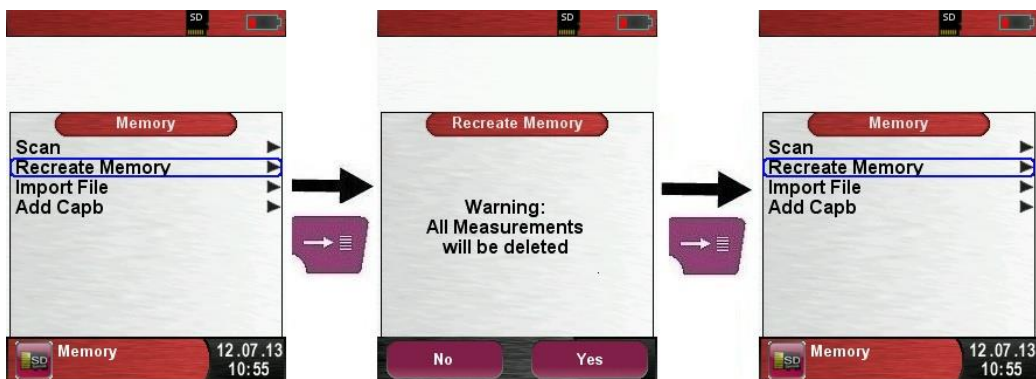 SD
Memory
Scan
Recreate Memory
Import File
Add Capb
SD
Memory
12.07.13
10:55
SD
Recreate Memory
Warning:
All Measurements
will be deleted
No
Yes
SD
Memory
Scan
Recreate Memory
Import File
Add Capb
SD
Memory
12.07.13
10:55